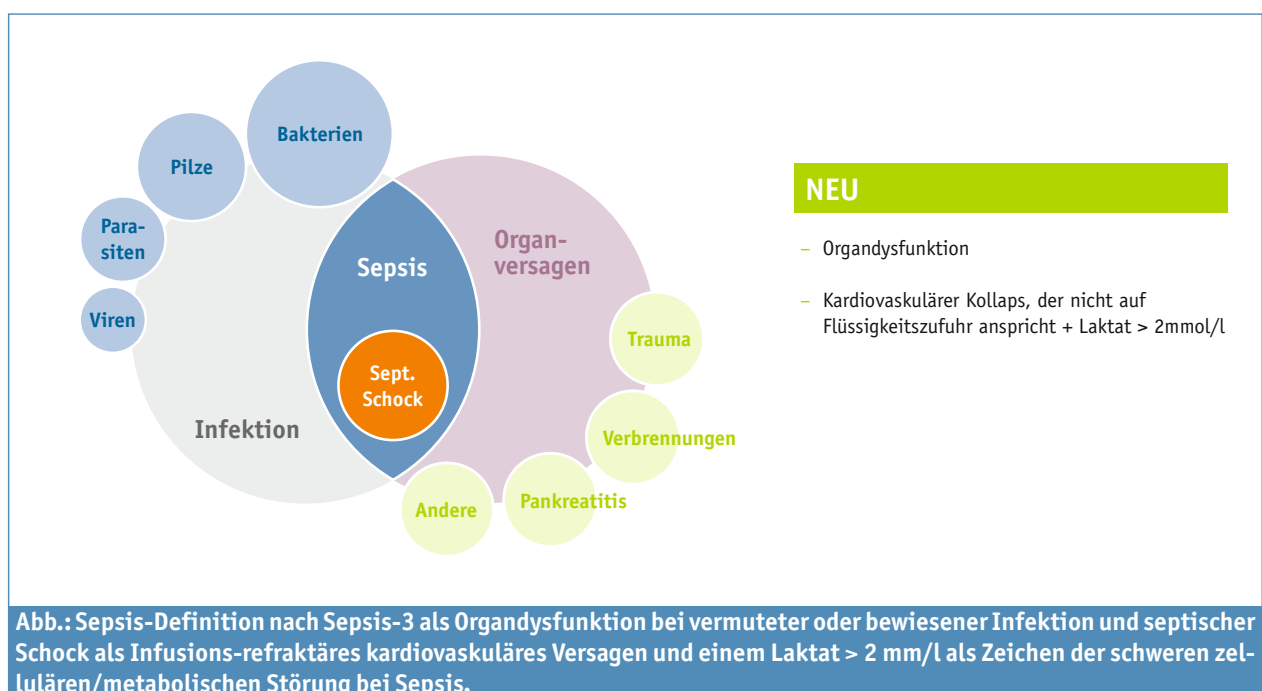 Bakterien
Pilze
Para-
siten
Viren
Sepsis
Organ-
versagen
Sept.
Schock
Infektion
Trauma
Verbrennungen
Pankreatitis
Andere
NEU
– Organdysfunktion
– Kardiovaskulärer Kollaps, der nicht auf
Flüssigkeitszufuhr anspricht + Laktat > 2mmol/l
Abb.: Sepsis-Definition nach Sepsis-3 als Organdysfunktion bei vermuteter oder bewiesener Infektion und septischer
Schock als Infusions-refraktäres kardiovaskuläres Versagen und einem Laktat > 2 mm/l als Zeichen der schweren zel-
lulären/metabolischen Störung bei Sepsis.